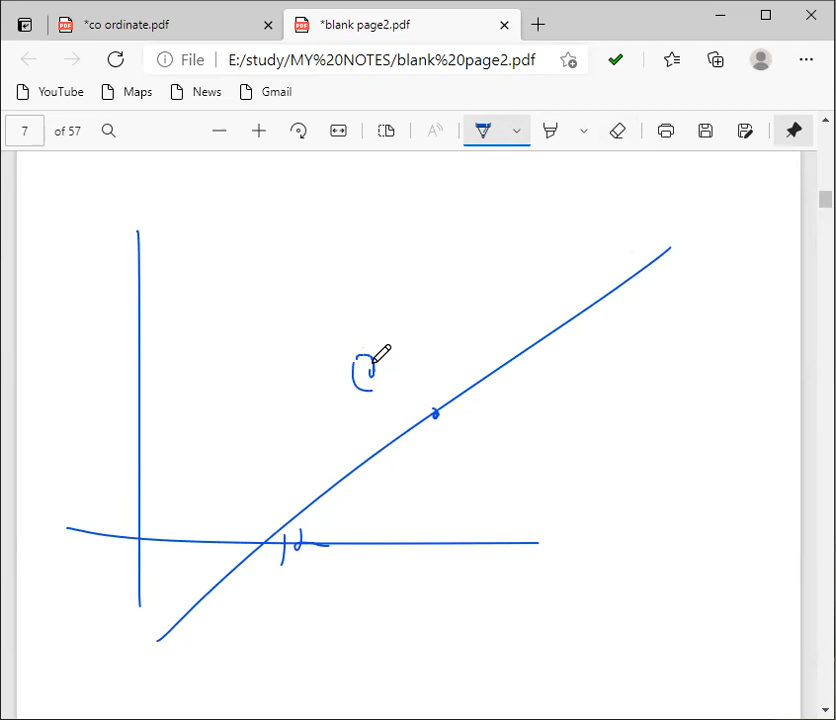 *co ordinate.pdf
*blank page2.pdf
File E:/study/MY%20NOTES/blank%20page2.pdf
YouTube Maps News Gmail
7 of 57